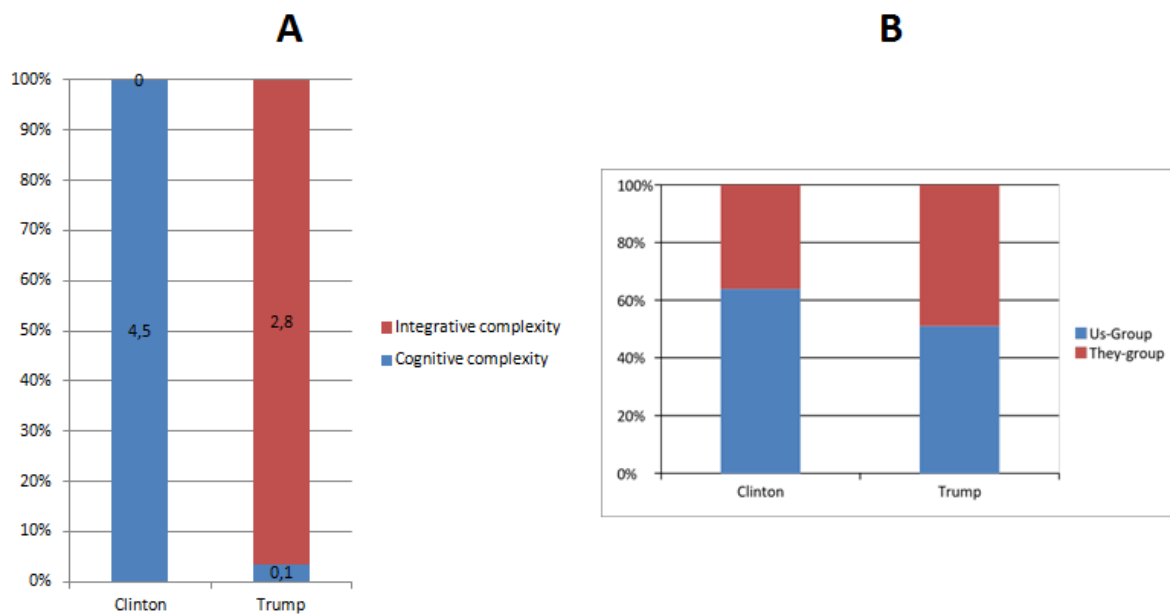 A
100%
90%
80%
70%
60%
50%
40%
30%
20%
10%
0%
0
4,5
2,8
0,1
Clinton
Trump
Integrative complexity
Cognitive complexity
B
100%
80%
60%
40%
20%
0%
Clinton
Trump
Us-Group
They-group